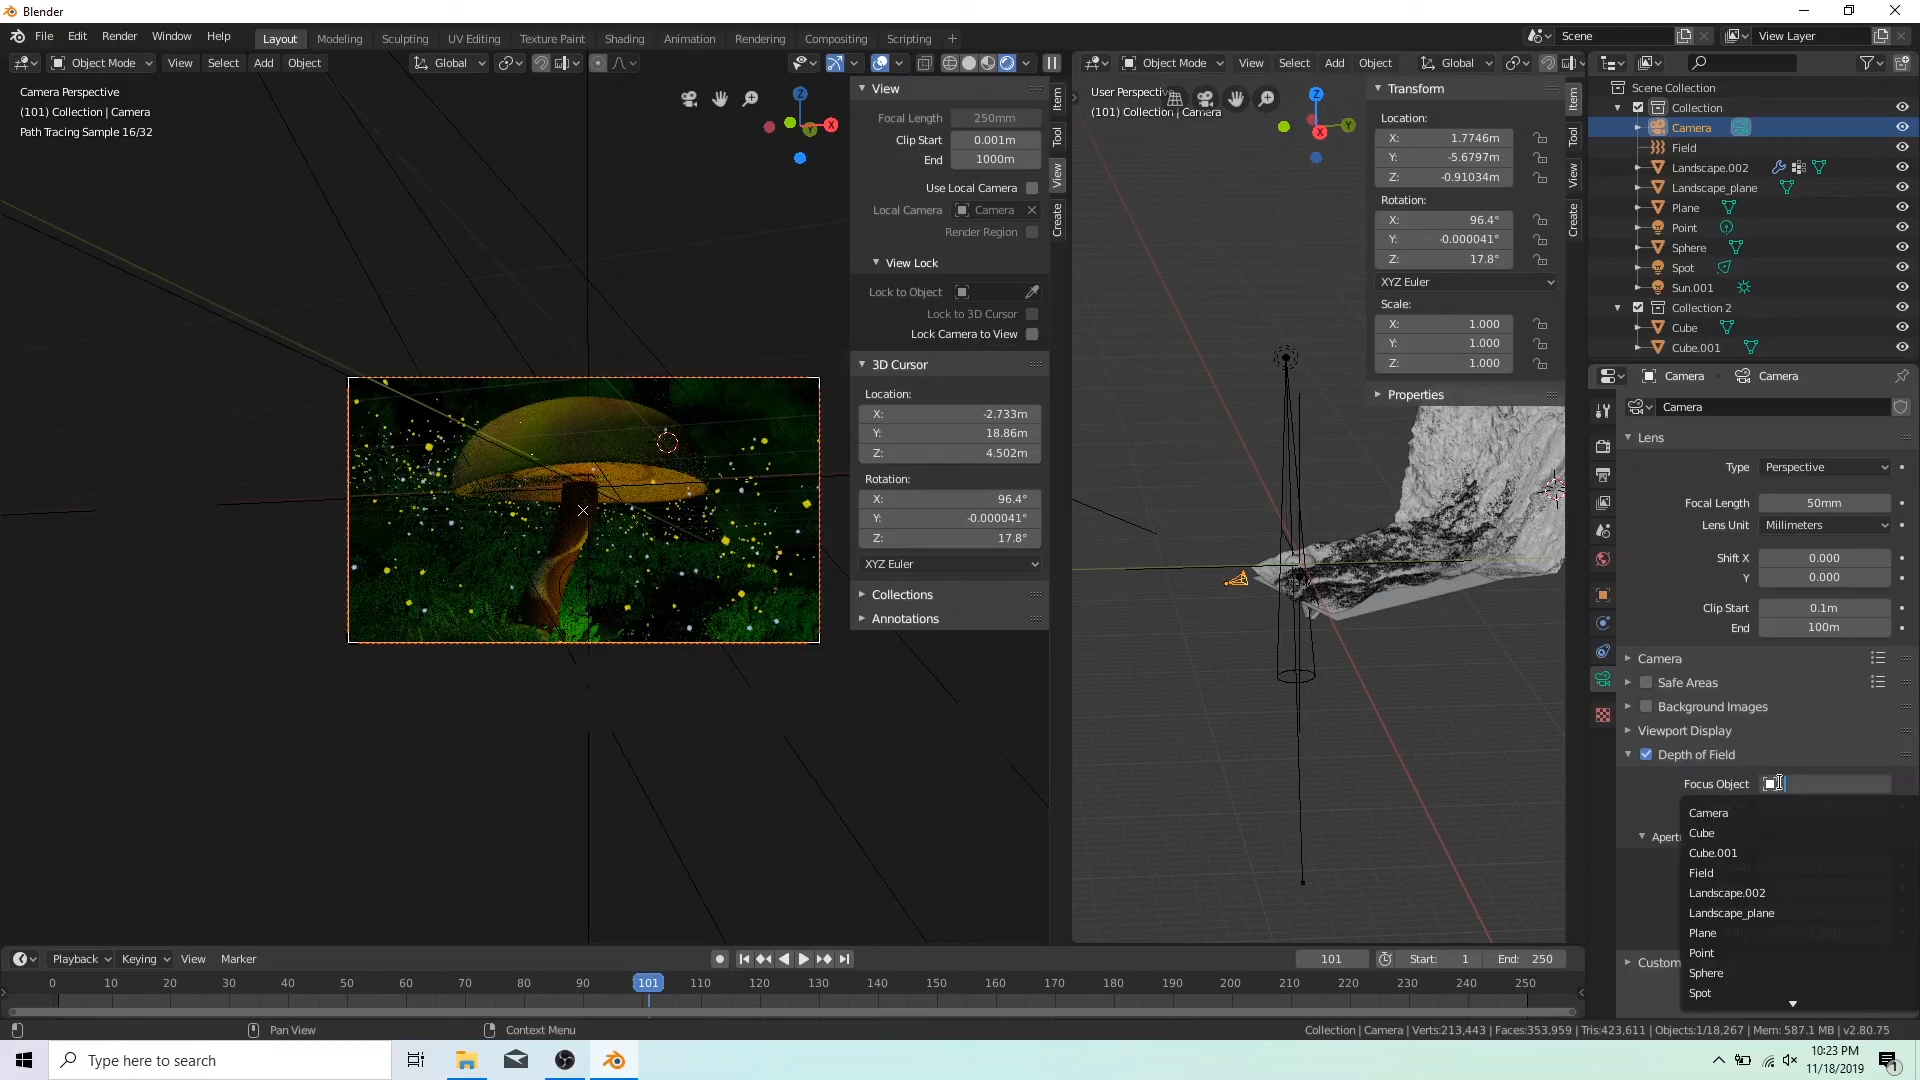 Blender
File Edit Render Window Help
Layout Modeling Sculpting UV Editing Texture Paint Shading Animation Rendering Compositing Scripting +
Scene
View Layer
Object Mode View Select Add Object Global
Object Mode View Select Add Object Global
Camera Perspective
(101) Collection | Camera
Path Tracing Sample 16/32
Z
X
Y
View
Focal Length 250mm
Clip Start 0.001m
End 1000m
Use Local Camera
Local Camera Camera
Render Region
View Lock
Lock to Object
Lock to 3D Cursor
Lock Camera to View
3D Cursor
Location:
X: -2.733m
Y: 18.86m
Z: 4.502m
Rotation:
X: 96.4°
Y: -0.000041°
Z: 17.8°
XYZ Euler
Collections
Annotations
Item
Tool
View
Create
User Perspective
(101) Collection | Camera
Z
Y
X
Transform
Location:
X: 1.7746m
Y: -5.6797m
Z: -0.91034m
Rotation:
X: 96.4°
Y: -0.000041°
Z: 17.8°
XYZ Euler
Scale:
X: 1.000
Y: 1.000
Z: 1.000
Properties
Item
Tool
View
Create
Scene Collection
Collection
Camera
Field
Landscape.002
Landscape_plane
Plane
Point
Sphere
Spot
Sun.001
Collection 2
Cube
Cube.001
Camera Camera
Camera
Lens
Type Perspective
Focal Length 50mm
Lens Unit Millimeters
Shift X 0.000
Y 0.000
Clip Start 0.1m
End 100m
Camera
Safe Areas
Background Images
Viewport Display
Depth of Field
Focus Object
Camera
Cube
Apert
Cube.001
Field
Landscape.002
Landscape_plane
Plane
Point
Custom
Sphere
Spot
Playback Keying View Marker
101 Start: 1 End: 250
0 10 20 30 40 50 60 70 80 90 101 110 120 130 140 150 160 170 180 190 200 210 220 230 240 250
Pan View
Context Menu
Collection | Camera | Verts:213,443 | Faces:353,959 | Tris:423,611 | Objects:1/18,267 | Mem: 587.1 MB | v2.80.75
Type here to search
10:23 PM
11/18/2019
1